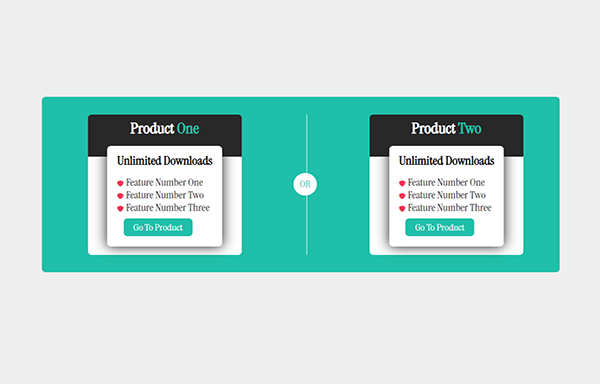 Product One
Unlimited Downloads
Feature Number One
Feature Number Two
Feature Number Three
Go To Product
OR
Product Two
Unlimited Downloads
Feature Number One
Feature Number Two
Feature Number Three
Go To Product